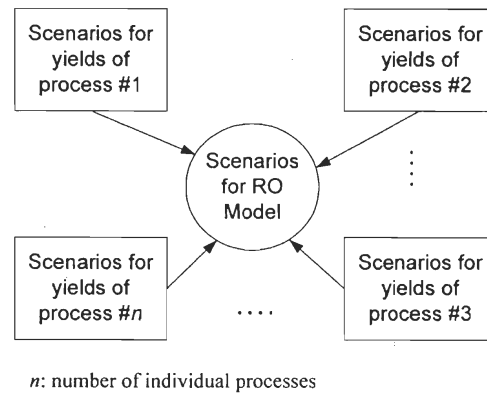 Scenarios for
yields of
process #1
Scenarios for
yields of
process #2
Scenarios
for RO
Model
Scenarios for
yields of
process #n
Scenarios for
yields of
process #3
n: number of individual processes